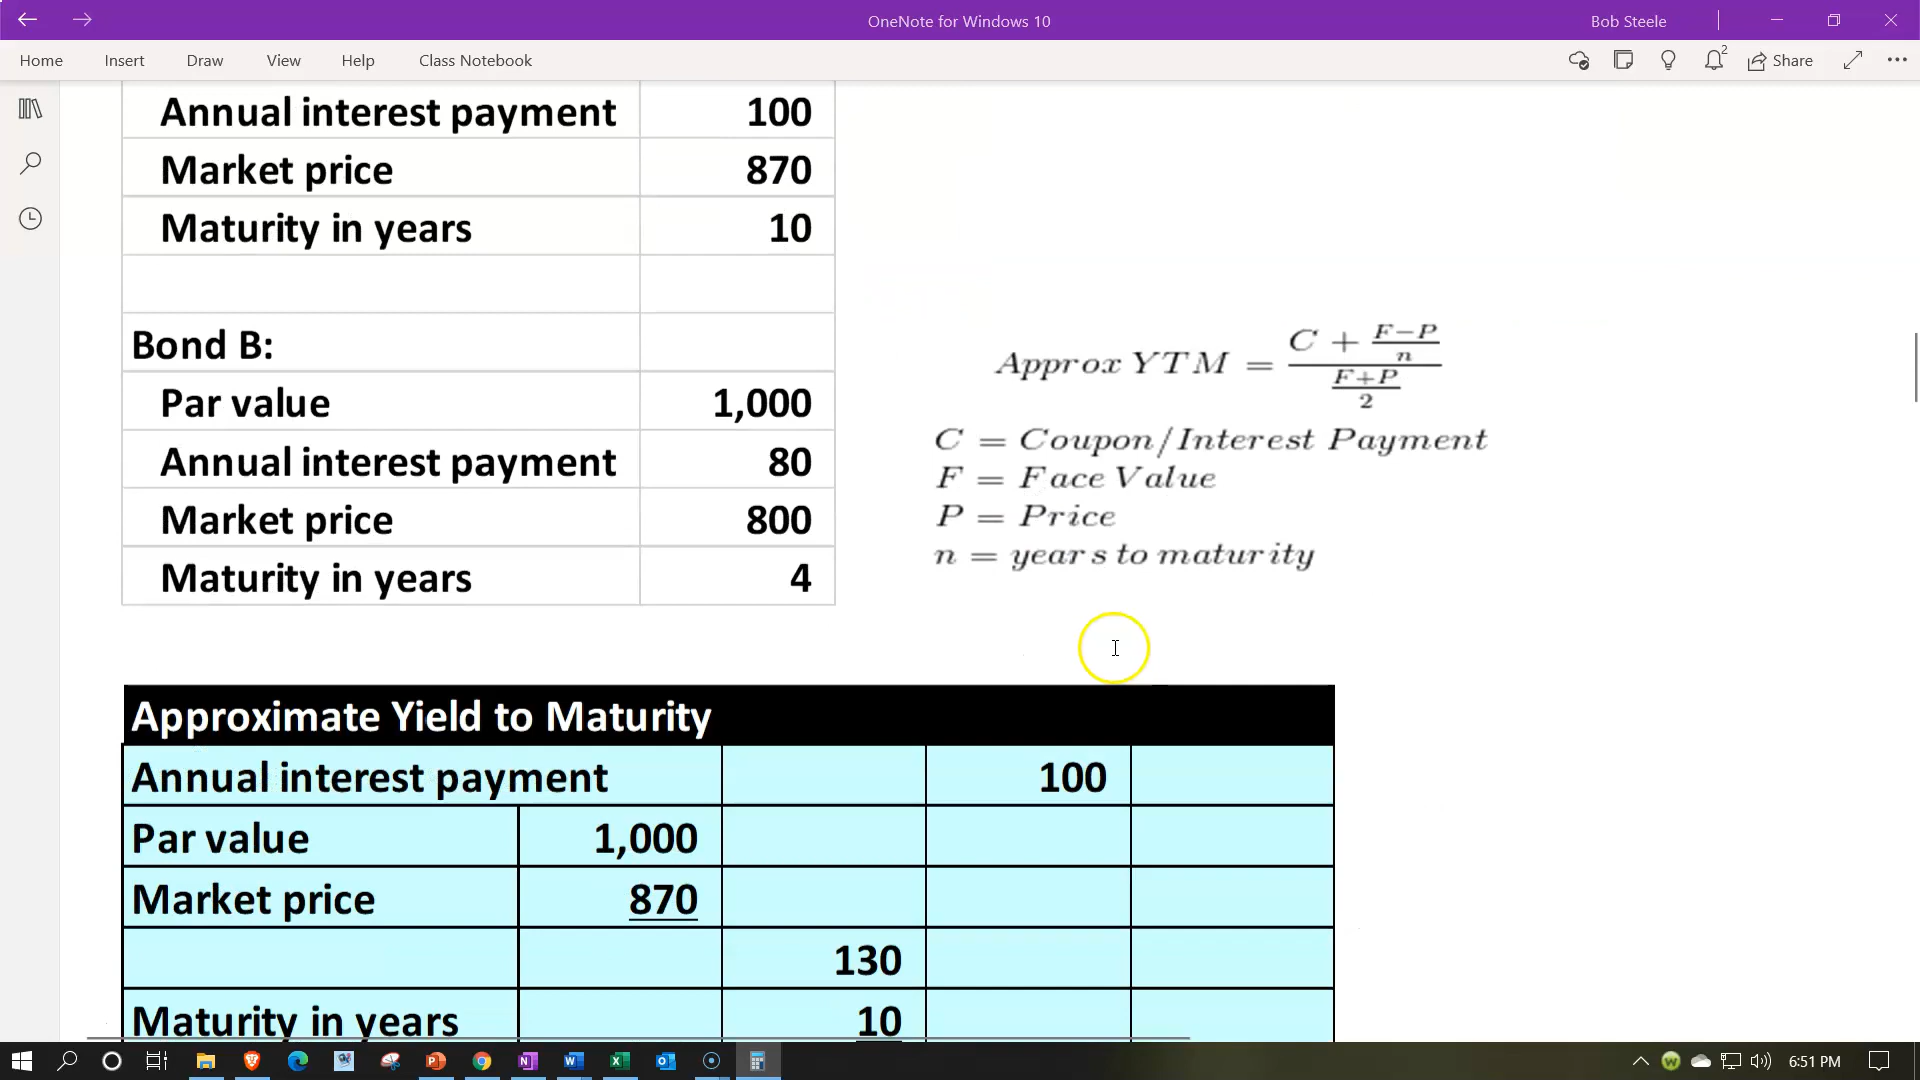 OneNote for Windows 10
Bob Steele
Home Insert Draw View Help Class Notebook
2 Share
Annual interest payment 100
Market price 870
Maturity in years 10
Bond B:
Par value 1,000
Annual interest payment 80
Market price 800
Maturity in years 4
Approx YTM = C + F−P/n / F+P/2
C = Coupon/Interest Payment
F = Face Value
P = Price
n = years to maturity
Approximate Yield to Maturity
Annual interest payment 100
Par value 1,000
Market price 870
130
Maturity in years 10
6:51 PM